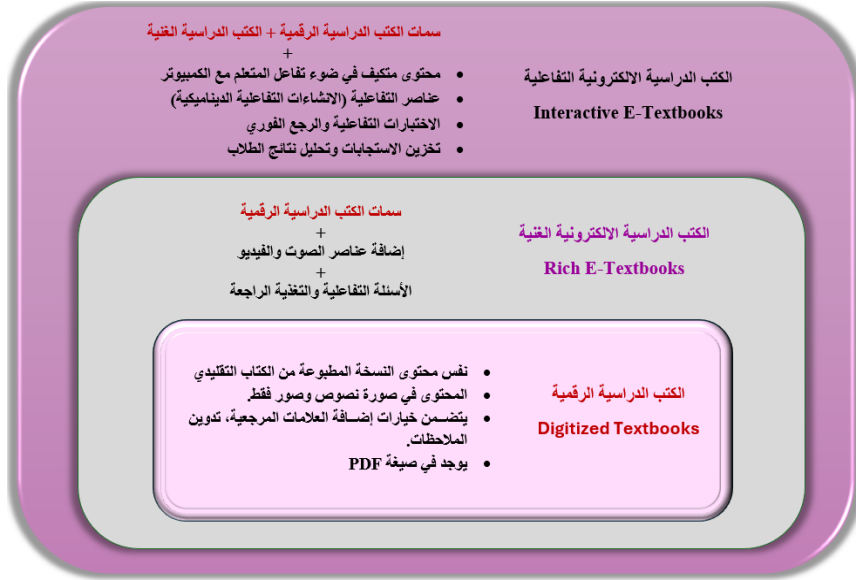 سمات الكتب الدراسية الرقمية + الكتب الدراسية الغنية
+
• محتوى متكيف في ضوء تفاعل المتعلم مع الكمبيوتر
• عناصر التفاعلية (الانشاءات التفاعلية الديناميكية)
• الاختبارات التفاعلية والرجع الفوري
• تخزين الاستجابات وتحليل نتائج الطلاب
الكتب الدراسية الالكترونية التفاعلية
Interactive E-Textbooks
سمات الكتب الدراسية الرقمية
+
إضافة عناصر الصوت والفيديو
+
الأسئلة التفاعلية والتغذية الراجعة
الكتب الدراسية الالكترونية الغنية
Rich E-Textbooks
• نفس محتوى النسخة المطبوعة من الكتاب التقليدي
• المحتوى في صورة نصوص وصور فقط.
• يتضمن خيارات إضافة العلامات المرجعية، تدوين
الملاحظات.
• يوجد في صيغة PDF
الكتب الدراسية الرقمية
Digitized Textbooks